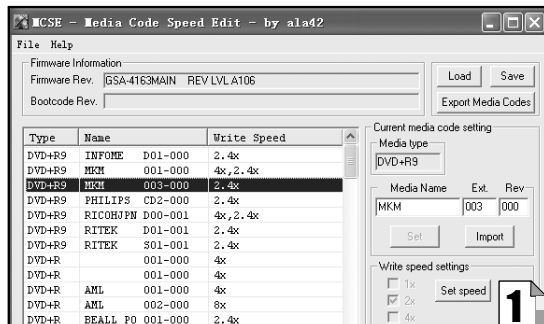 MCSE - Media Code Speed Edit - by ala42
File Help
Firmware Information
Firmware Rev. GSA-4163MAIN REV LVL A106
Bootcode Rev.
Load Save
Export Media Codes
Type Name Write Speed
DVD+R9 INFOME D01-000 2.4x
DVD+R9 MKM 001-000 4x,2.4x
DVD+R9 MKM 003-000 2.4x
DVD+R9 PHILIPS CD2-000 2.4x
DVD+R9 RICOHJPN D00-001 4x,2.4x
DVD+R9 RITEK D01-001 2.4x
DVD+R9 RITEK S01-001 2.4x
DVD+R 001-000 4x
DVD+R 001-000 4x
DVD+R AML 001-000 4x
DVD+R AML 002-000 8x
DVD+R BEALL PO 001-000 2.4x
Current media code setting
Media type
DVD+R9
Media Name Ext. Rev
MKM 003 000
Set Import
Write speed settings
1x
2x
4x
Set speed
1